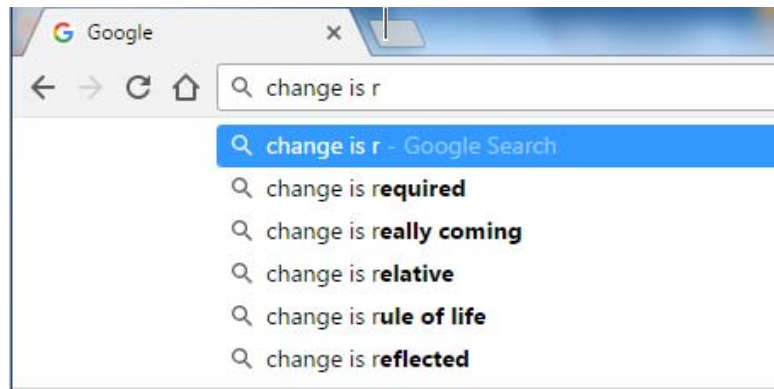 Google
change is r
change is r - Google Search
change is required
change is really coming
change is relative
change is rule of life
change is reflected